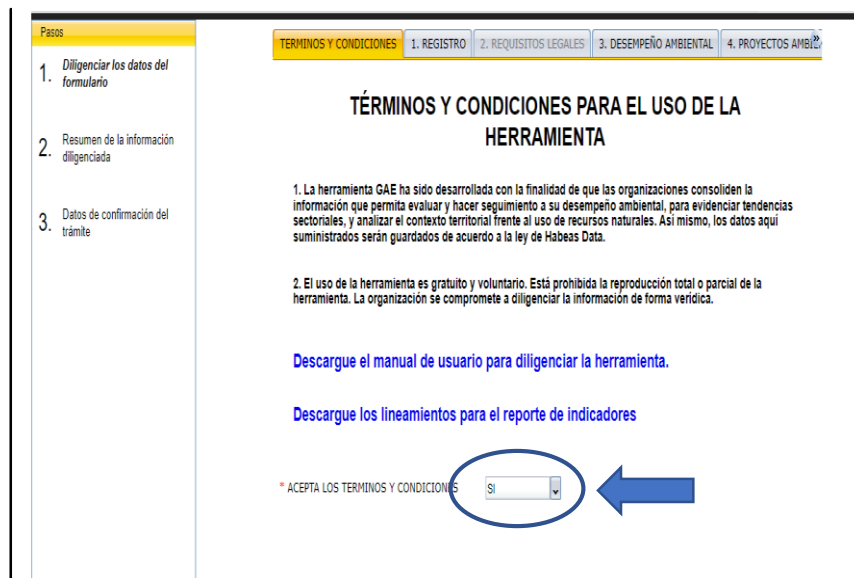 Pasos
1. Diligenciar los datos del
formulario
2. Resumen de la información
diligenciada
3. Datos de confirmación del
trámite
TERMINOS Y CONDICIONES 1. REGISTRO 2. REQUISITOS LEGALES 3. DESEMPEÑO AMBIENTAL 4. PROYECTOS »
TÉRMINOS Y CONDICIONES PARA EL USO DE LA
HERRAMIENTA
1. La herramienta GAE ha sido desarrollada con la finalidad de que las organizaciones consoliden la
información que permita evaluar y hacer seguimiento a su desempeño ambiental, para evidenciar tendencias
sectoriales, y analizar el contexto territorial frente al uso de recursos naturales. Así mismo, los datos aquí
suministrados serán guardados de acuerdo a la ley de Habeas Data.
2. El uso de la herramienta es gratuito y voluntario. Está prohibida la reproducción total o parcial de la
herramienta. La organización se compromete a diligenciar la información de forma verídica.
Descargue el manual de usuario para diligenciar la herramienta.
Descargue los lineamientos para el reporte de indicadores
* ACEPTA LOS TERMINOS Y CONDICIONES SI